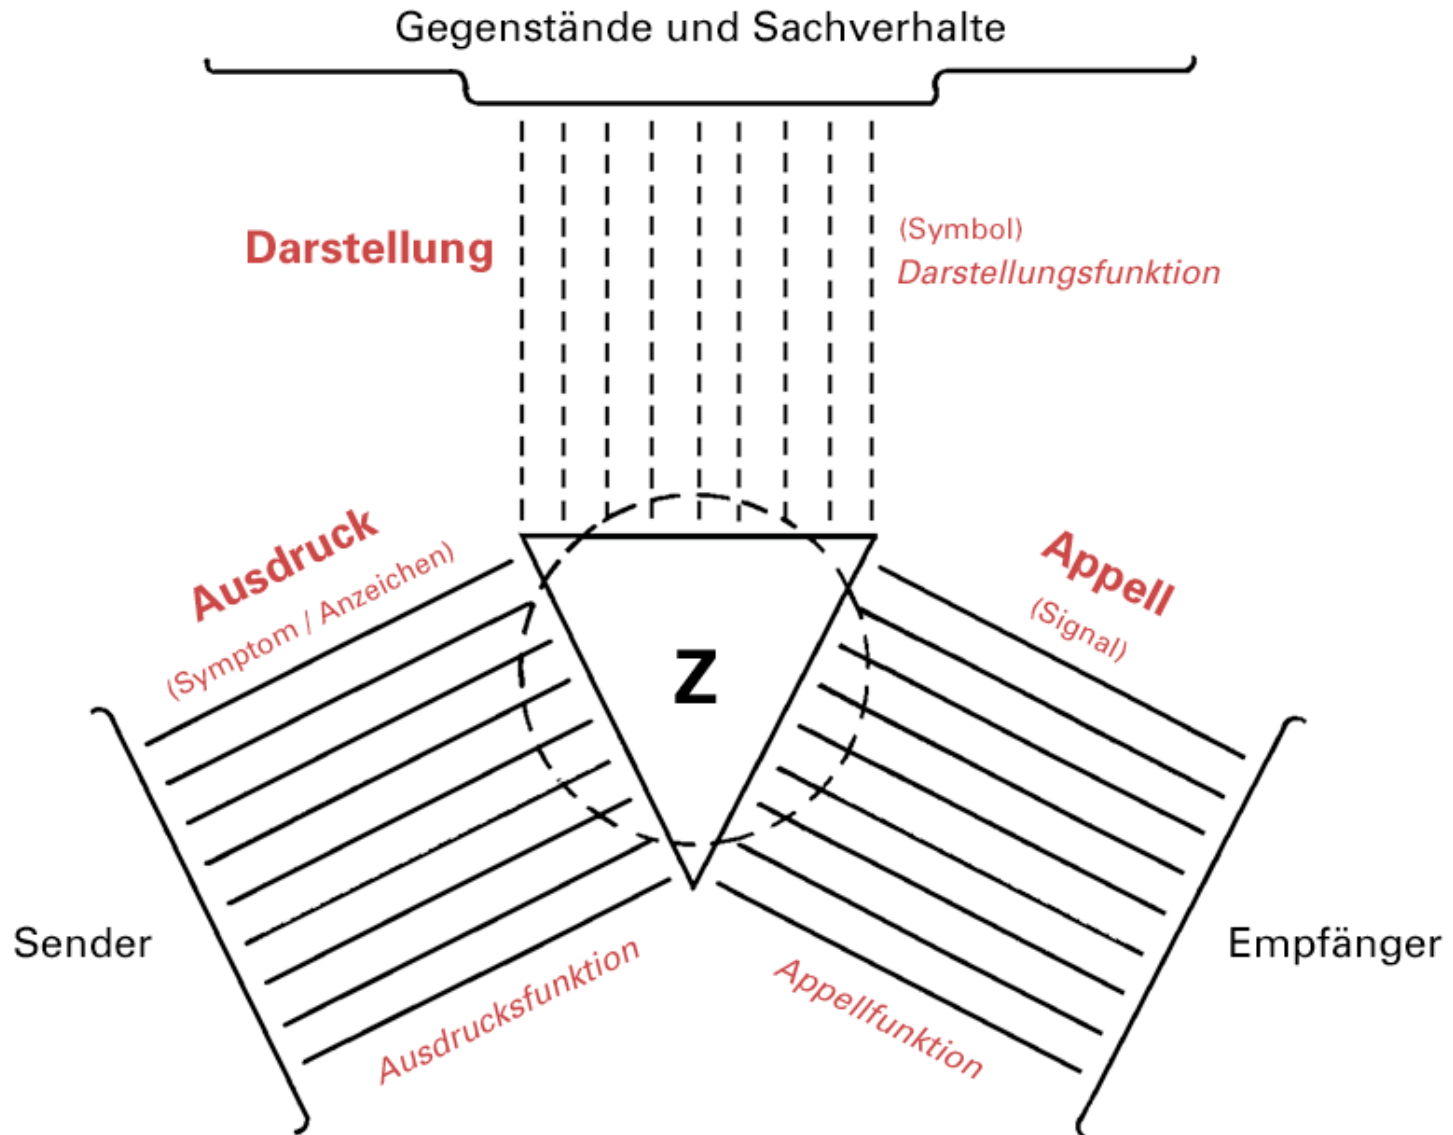 Gegenstände und Sachverhalte
Darstellung
(Symbol)
Darstellungsfunktion
Ausdruck
(Symptom / Anzeichen)
Appell
(Signal)
Z
Sender
Empfänger
Ausdrucksfunktion
Appellfunktion